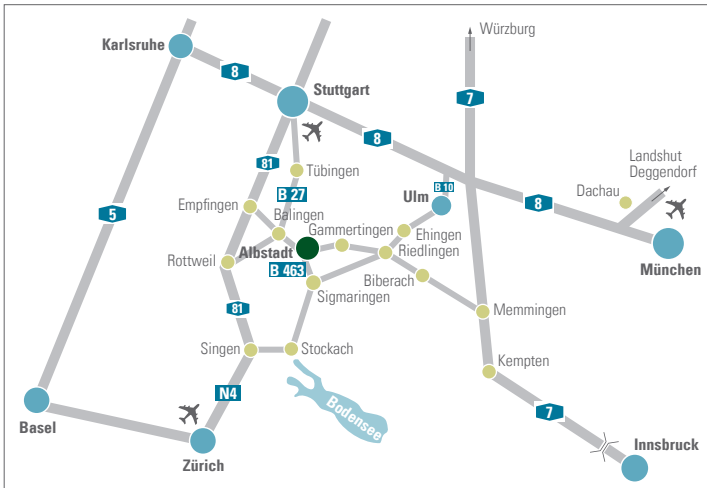 Würzburg
Karlsruhe
8
Stuttgart
7
8
Landshut
Deggendorf
81
Tübingen
Dachau
B 10
B 27
Ulm
8
Empfingen
5
Balingen
Gammertingen
Ehingen
Albstadt
Riedlingen
Rottweil
B 463
München
Biberach
Sigmaringen
81
Memmingen
Singen
Stockach
Kempten
N4
Bodensee
7
Basel
Innsbruck
Zürich